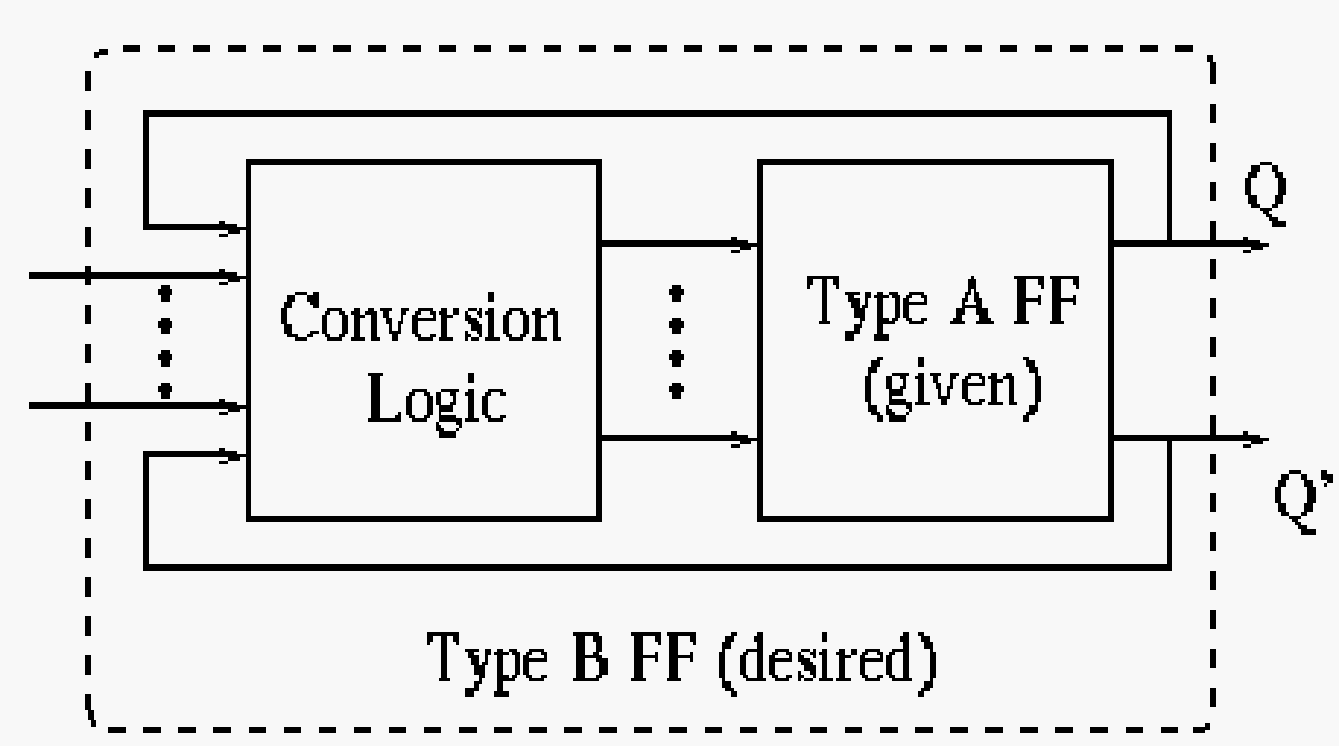 Q
Conversion
Logic
Type A FF
(given)
Q'
Type B FF (desired)